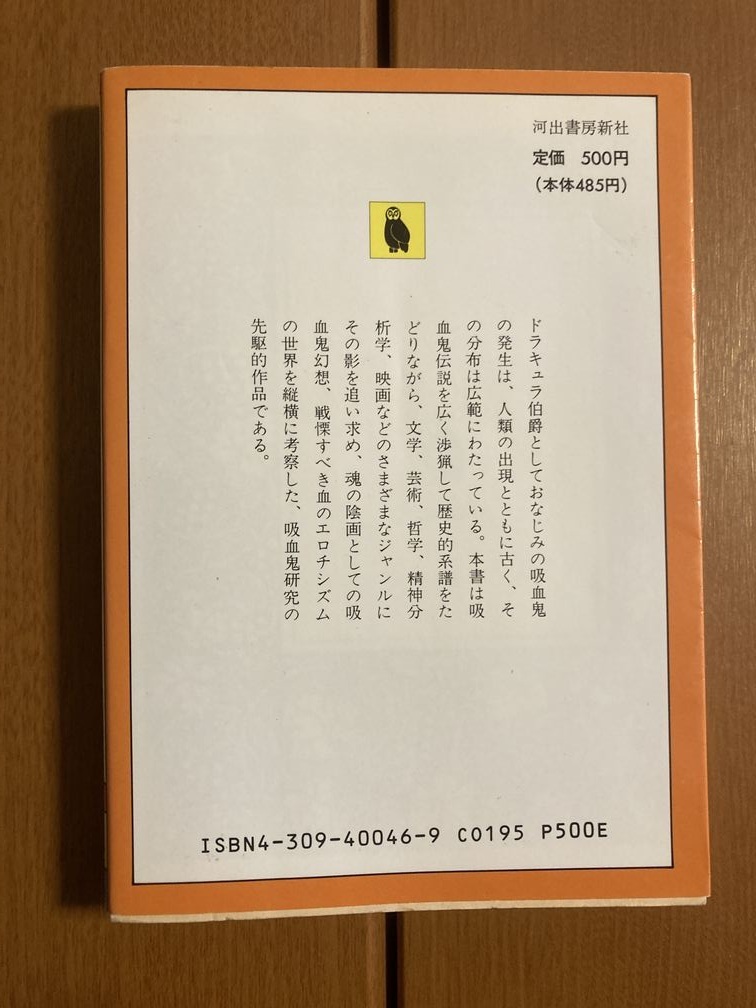 河出書房新社
定価 500円
(本体485円)
ドラキュラ伯爵としておなじみの吸血鬼
の発生は、人類の出現とともに古く、そ
の分布は広範にわたっている。本書は吸
血鬼伝説を広く渉猟して歴史的系譜をた
どりながら、文学、芸術、哲学、精神分
析学、映画などのさまざまなジャンルに
その影を追い求め、魂の陰画としての吸
血鬼幻想、戦慄すべき血のエロチシズム
の世界を縦横に考察した、吸血鬼研究の
先駆的作品である。
ISBN4-309-40046-9 C0195 P500E